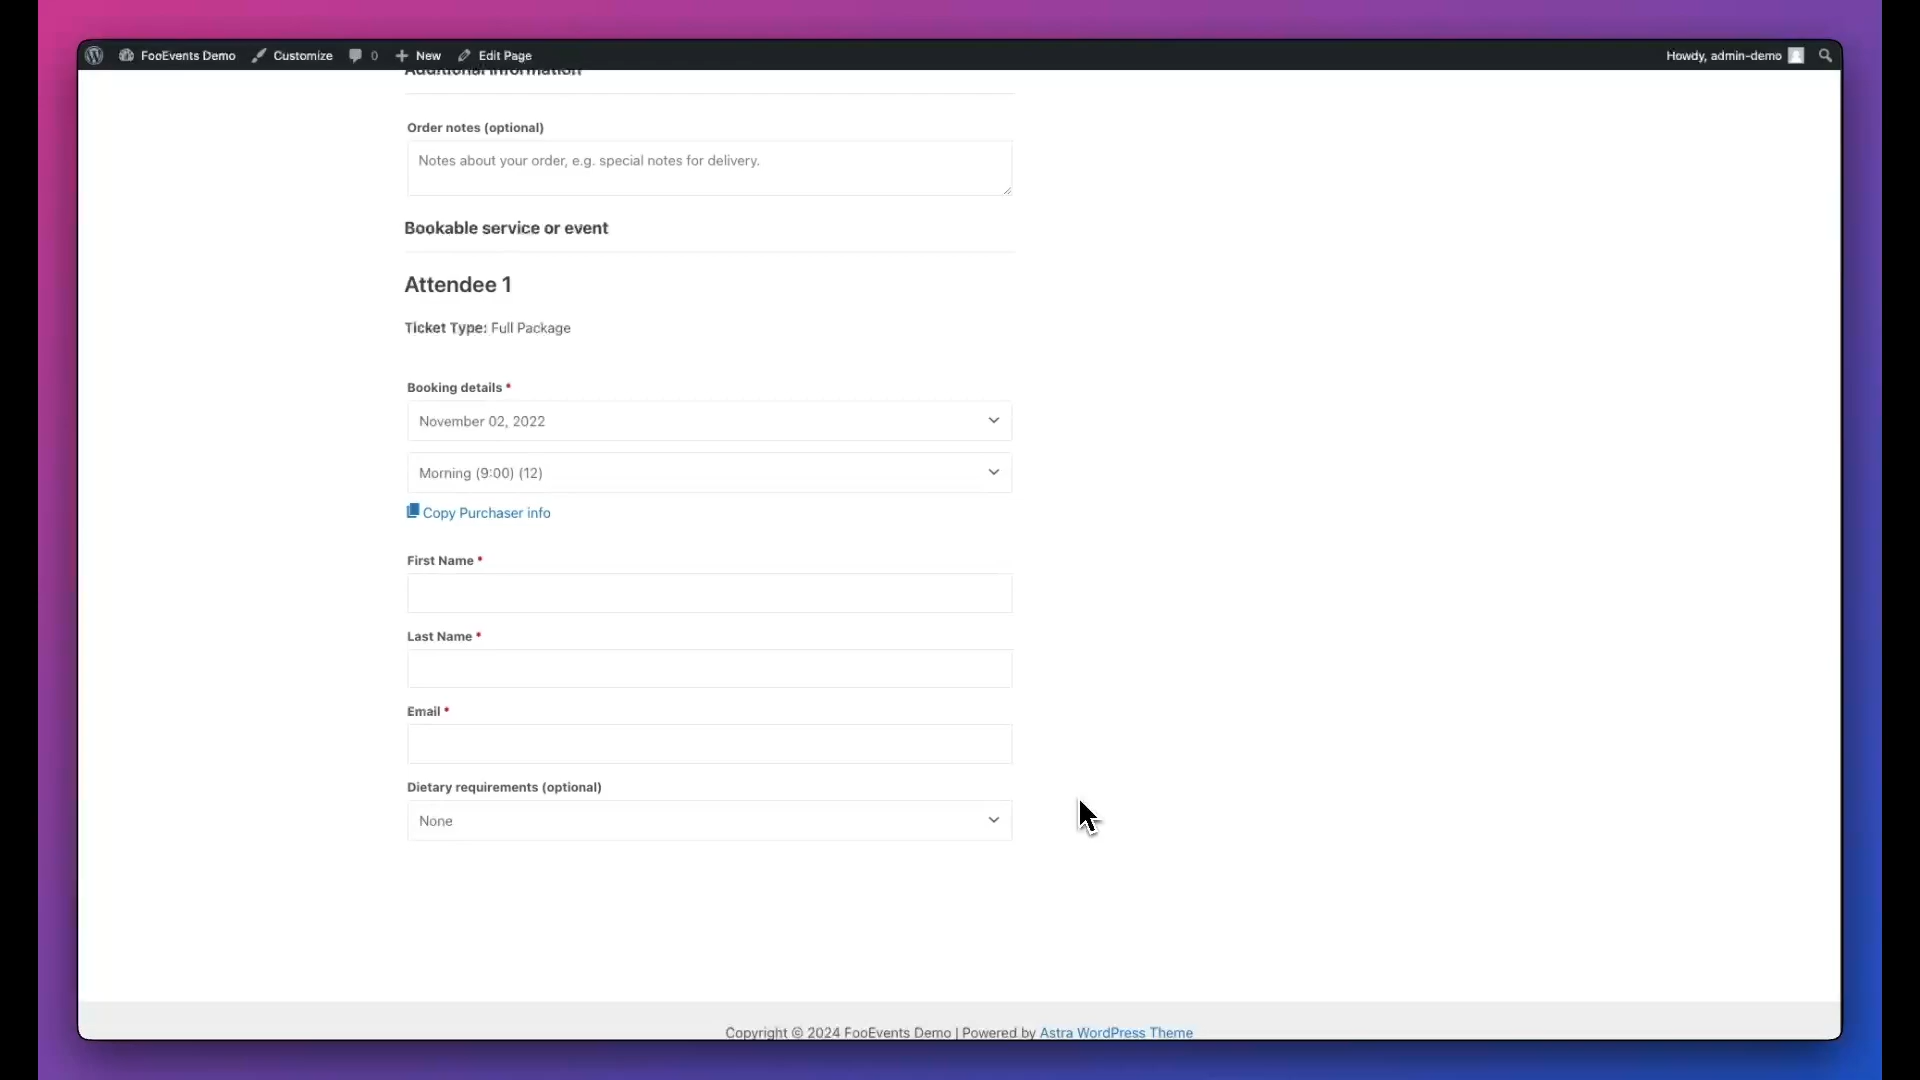 FooEvents Demo Customize 0 New Edit Page Howdy, admin-demo
Additional information
Order notes (optional)
Notes about your order, e.g. special notes for delivery.
Bookable service or event
Attendee 1
Ticket Type: Full Package
Booking details *
November 02, 2022
Morning (9:00) (12)
Copy Purchaser info
First Name *
Last Name *
Email *
Dietary requirements (optional)
None
Copyright © 2024 FooEvents Demo | Powered by Astra WordPress Theme